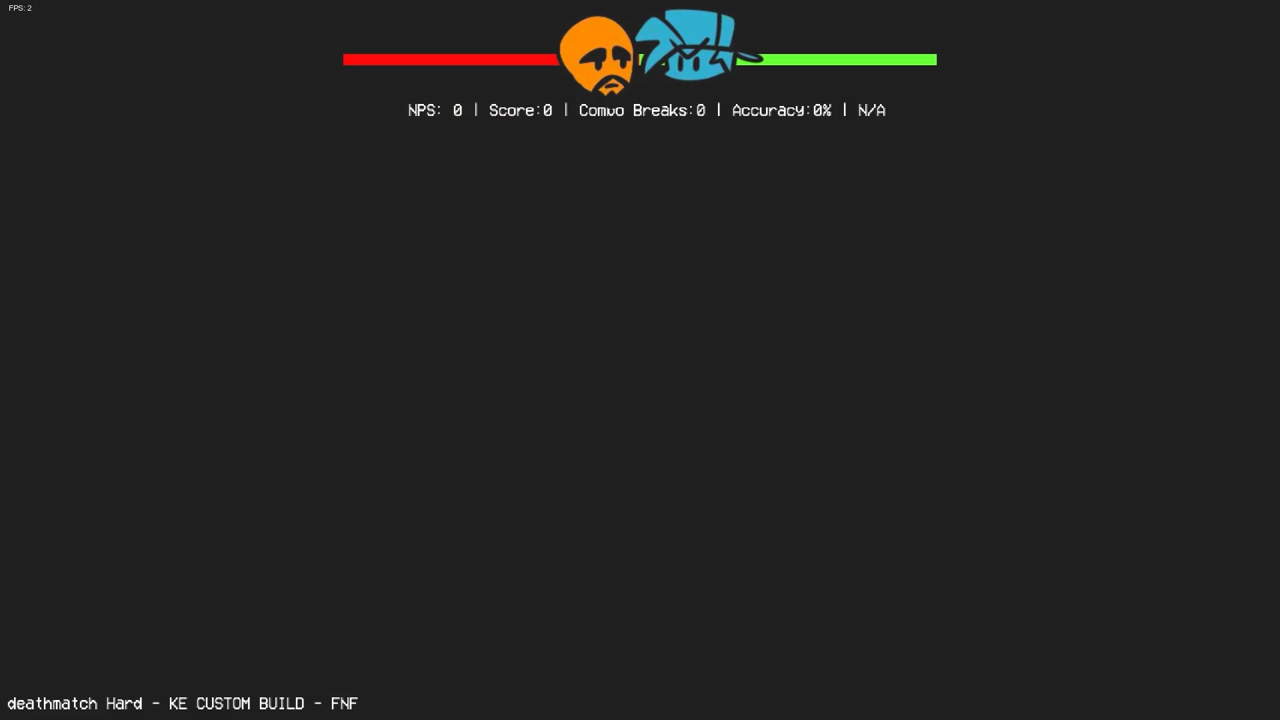 FPS: 2
NPS: 0 | Score:0 | Combo Breaks:0 | Accuracy:0% | N/A
deathmatch Hard - KE CUSTOM BUILD - FNF